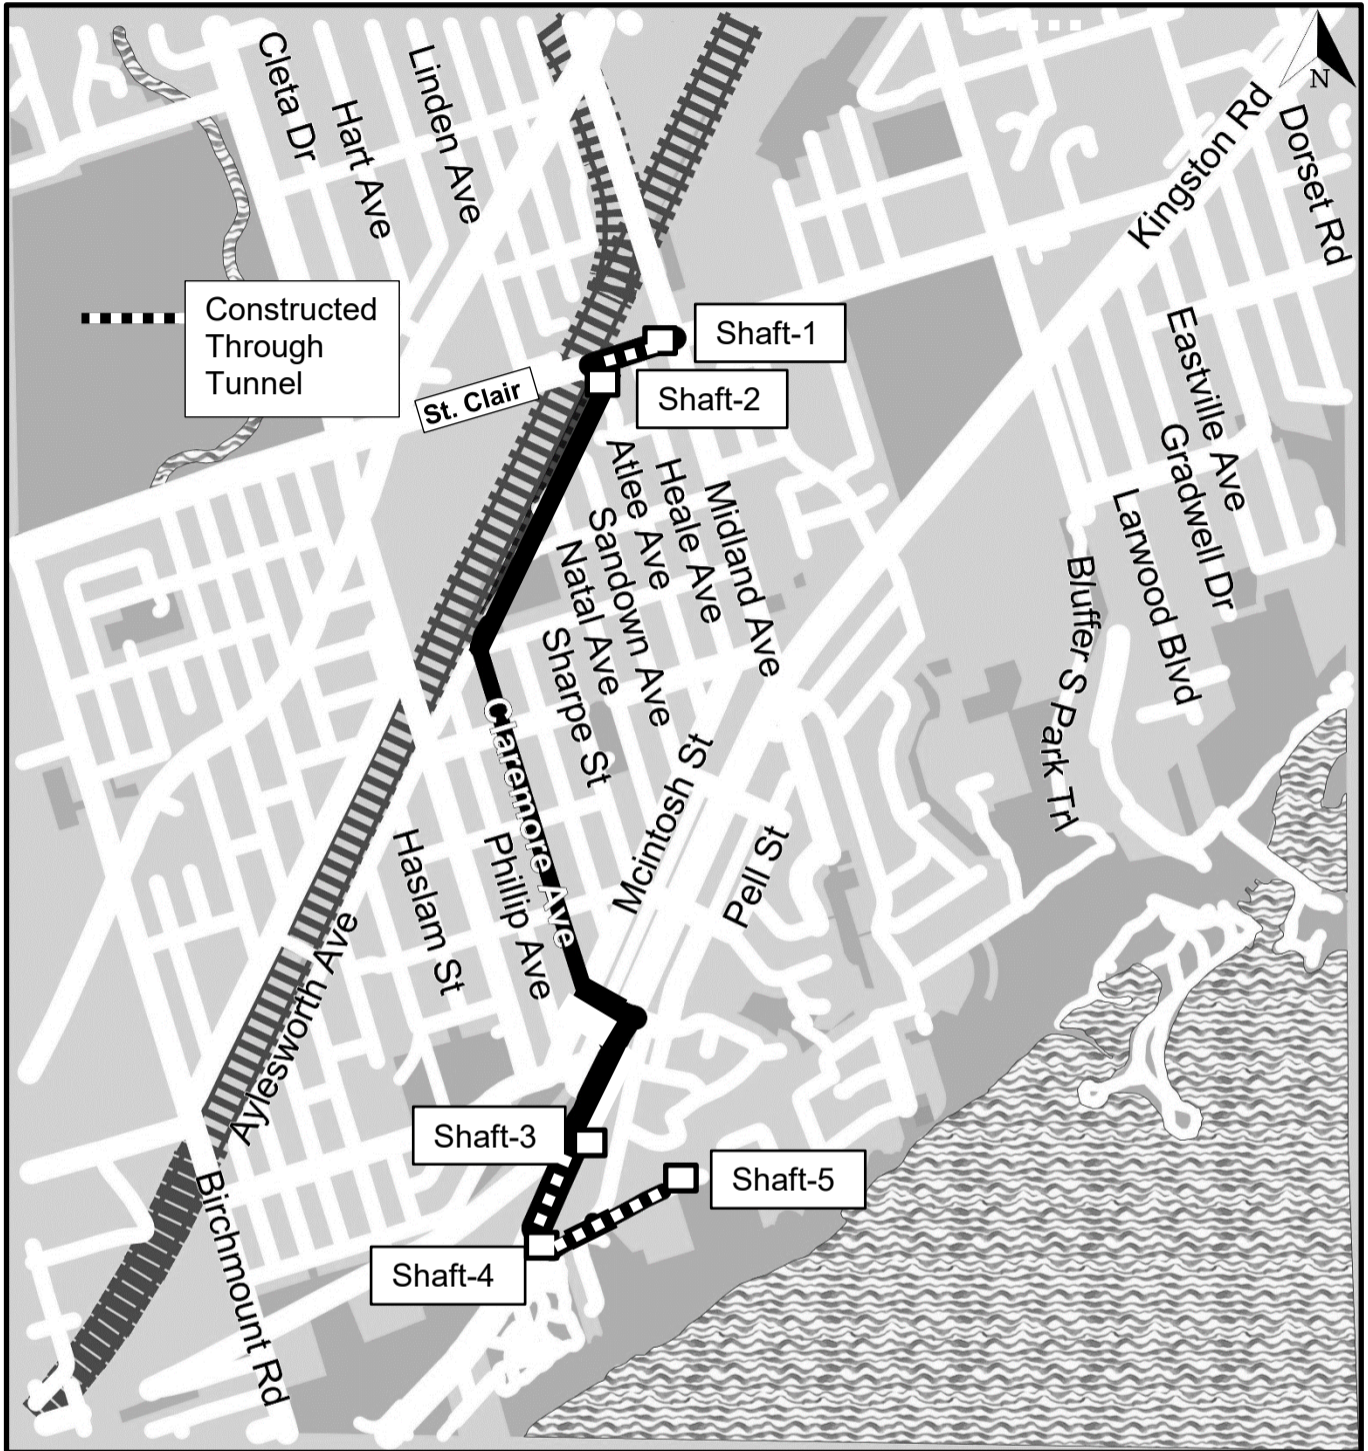 N
Cleta Dr
Hart Ave
Linden Ave
Kingston Rd
Dorset Rd
Constructed
Through
Tunnel
St. Clair
Shaft-1
Shaft-2
Eastville Ave
Gradwell Dr
Larwood Blvd
Bluffer S Park Trl
Atlee Ave
Heale Ave
Midland Ave
Sandown Ave
Natal Ave
Sharpe St
Claremore Ave
Mcintosh St
Pell St
Phillip Ave
Haslam St
Aylesworth Ave
Birchmount Rd
Shaft-3
Shaft-5
Shaft-4